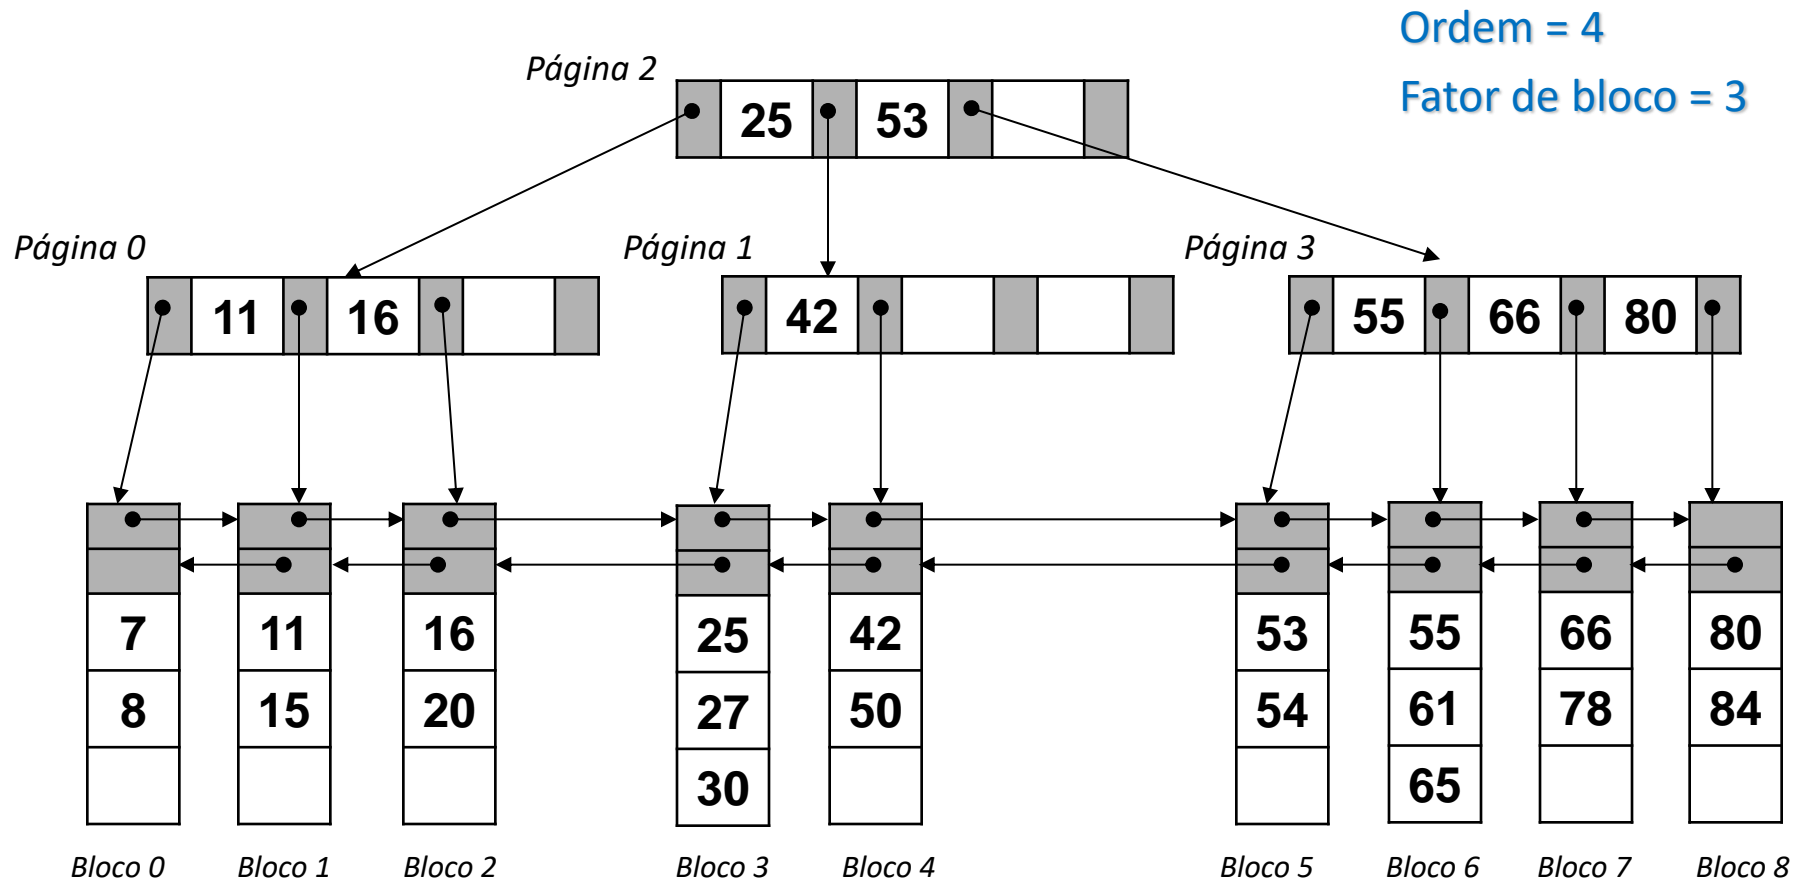 Ordem = 4
Fator de bloco = 3
Página 2
25 53
Página 0
Página 1
Página 3
11 16
42
55 66 80
7 11 16 25 42 53 55 66 80
8 15 20 27 50 54 61 78 84
30 65
Bloco 0 Bloco 1 Bloco 2 Bloco 3 Bloco 4 Bloco 5 Bloco 6 Bloco 7 Bloco 8